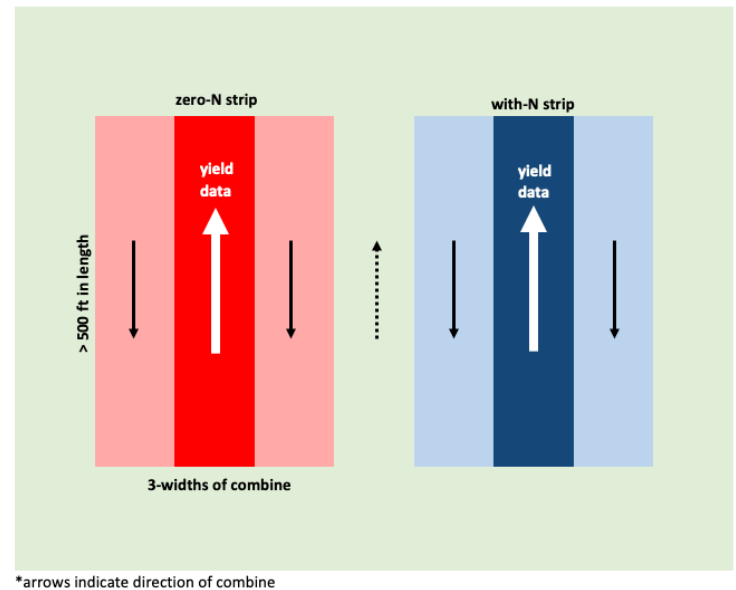 zero-N strip
with-N strip
yield
data
yield
data
> 500 ft in length
3-widths of combine
*arrows indicate direction of combine